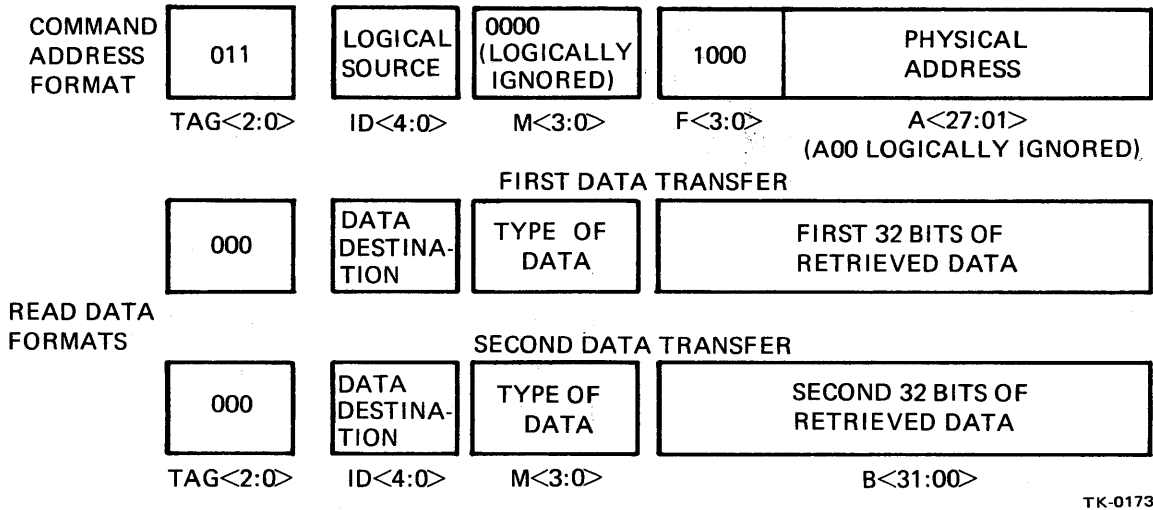 COMMAND
ADDRESS
FORMAT
011
LOGICAL
SOURCE
0000
(LOGICALLY
IGNORED)
1000
PHYSICAL
ADDRESS
TAG<2:0>
ID<4:0>
M<3:0>
F<3:0>
A<27:01>
(A00 LOGICALLY IGNORED)
FIRST DATA TRANSFER
000
DATA
DESTINA-
TION
TYPE OF
DATA
FIRST 32 BITS OF
RETRIEVED DATA
READ DATA
FORMATS
SECOND DATA TRANSFER
000
DATA
DESTINA-
TION
TYPE OF
DATA
SECOND 32 BITS OF
RETRIEVED DATA
TAG<2:0>
ID<4:0>
M<3:0>
B<31:00>
TK-0173